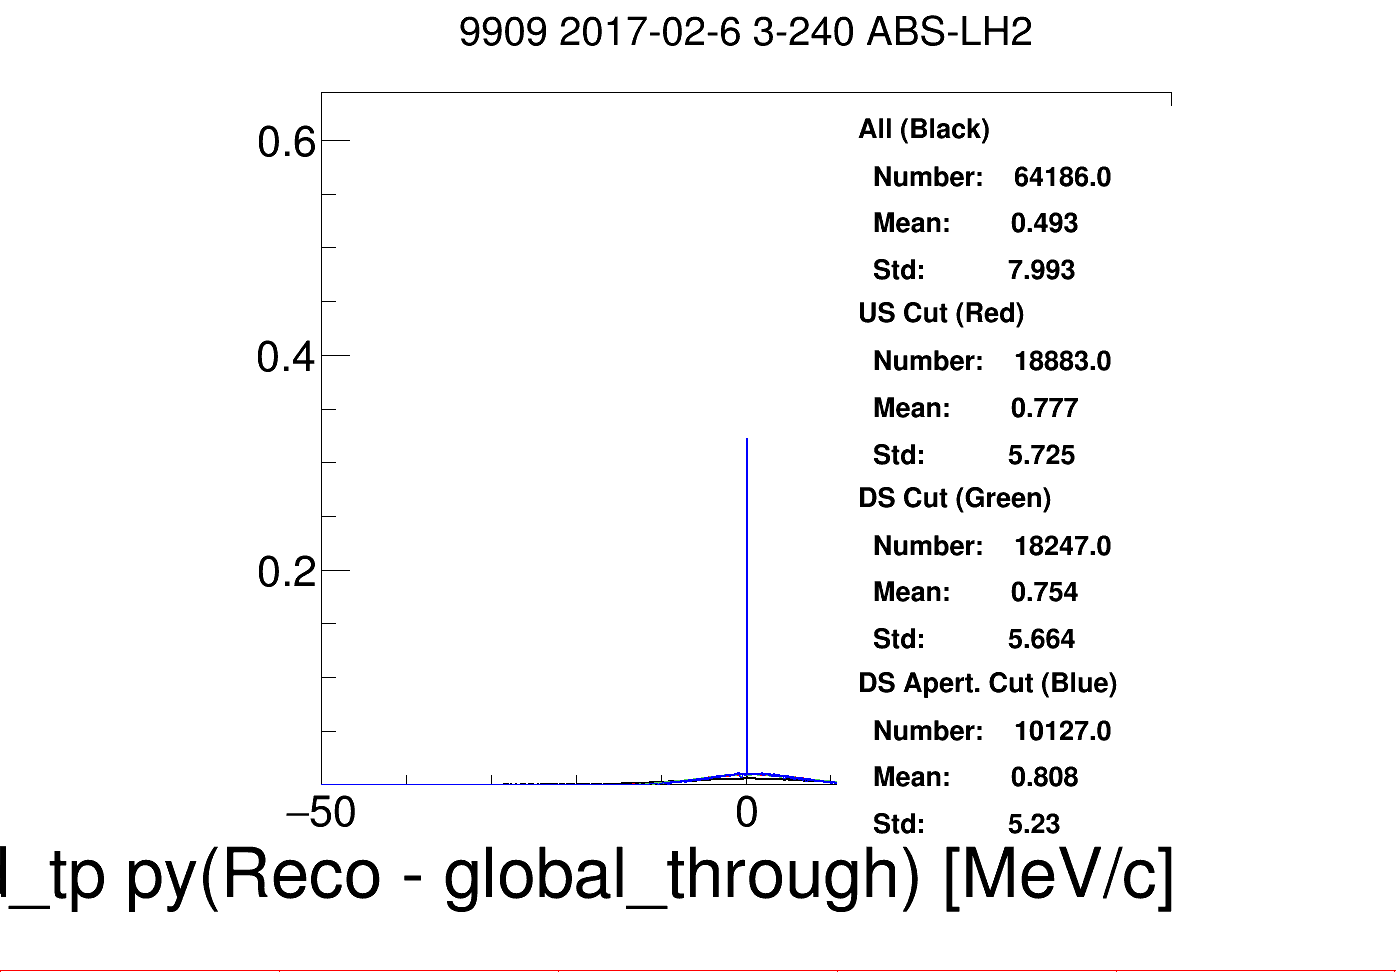 9909 2017-02-6 3-240 ABS-LH2
0.6
0.4
0.2
−50
0
All (Black)
Number: 64186.0
Mean: 0.493
Std: 7.993
US Cut (Red)
Number: 18883.0
Mean: 0.777
Std: 5.725
DS Cut (Green)
Number: 18247.0
Mean: 0.754
Std: 5.664
DS Apert. Cut (Blue)
Number: 10127.0
Mean: 0.808
Std: 5.23
_tp py(Reco - global_through) [MeV/c]